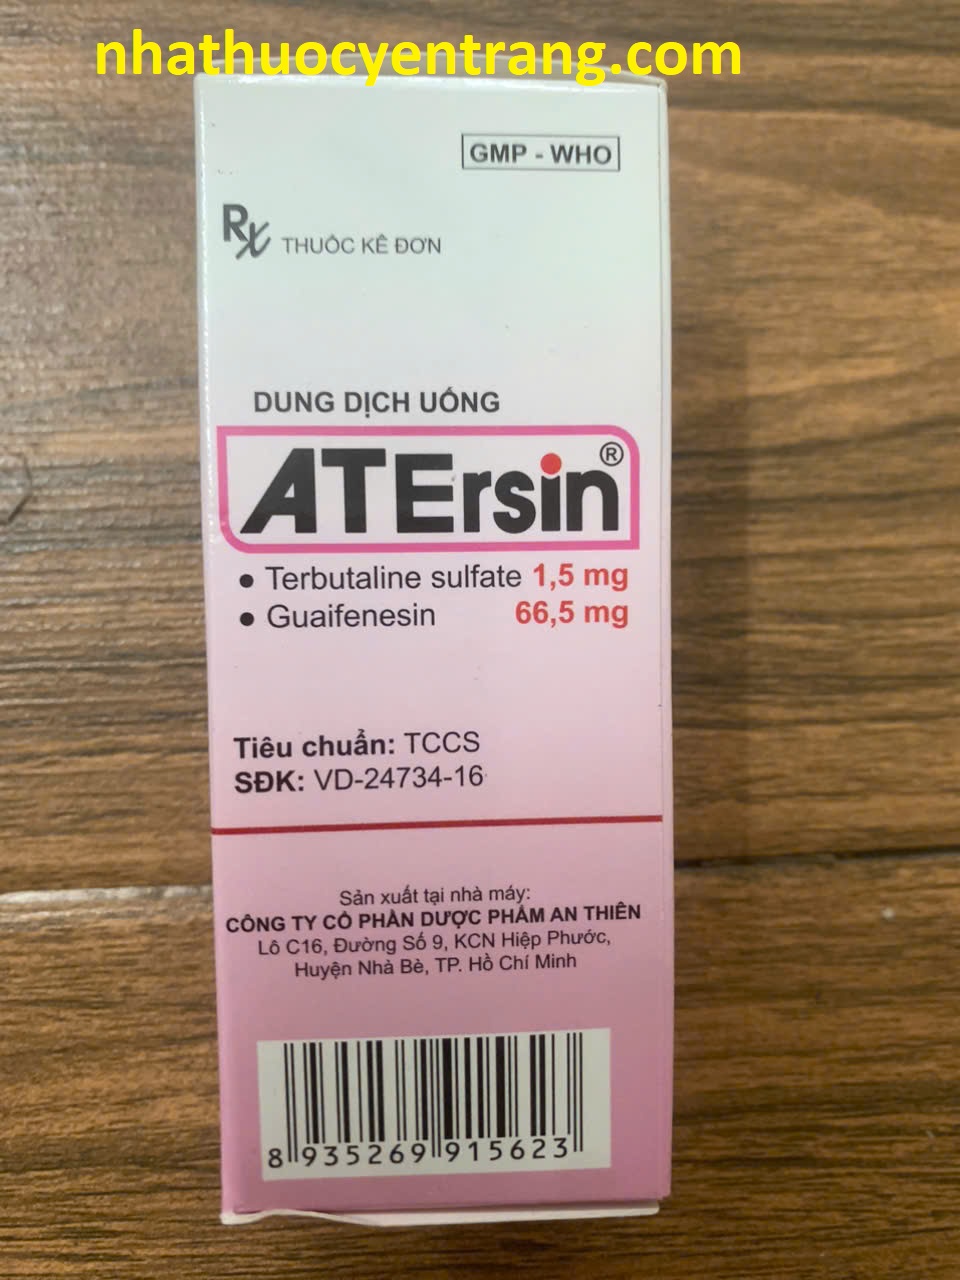 nhathuocyentrang.com
GMP - WHO
Rx THUỐC KÊ ĐƠN
DUNG DỊCH UỐNG
ATErsin®
• Terbutaline sulfate 1,5 mg
• Guaifenesin 66,5 mg
Tiêu chuẩn: TCCS
SĐK: VD-24734-16
Sản xuất tại nhà máy:
CÔNG TY CỔ PHẦN DƯỢC PHẨM AN THIÊN
Lô C16, Đường Số 9, KCN Hiệp Phước,
Huyện Nhà Bè, TP. Hồ Chí Minh
8 935269 915623